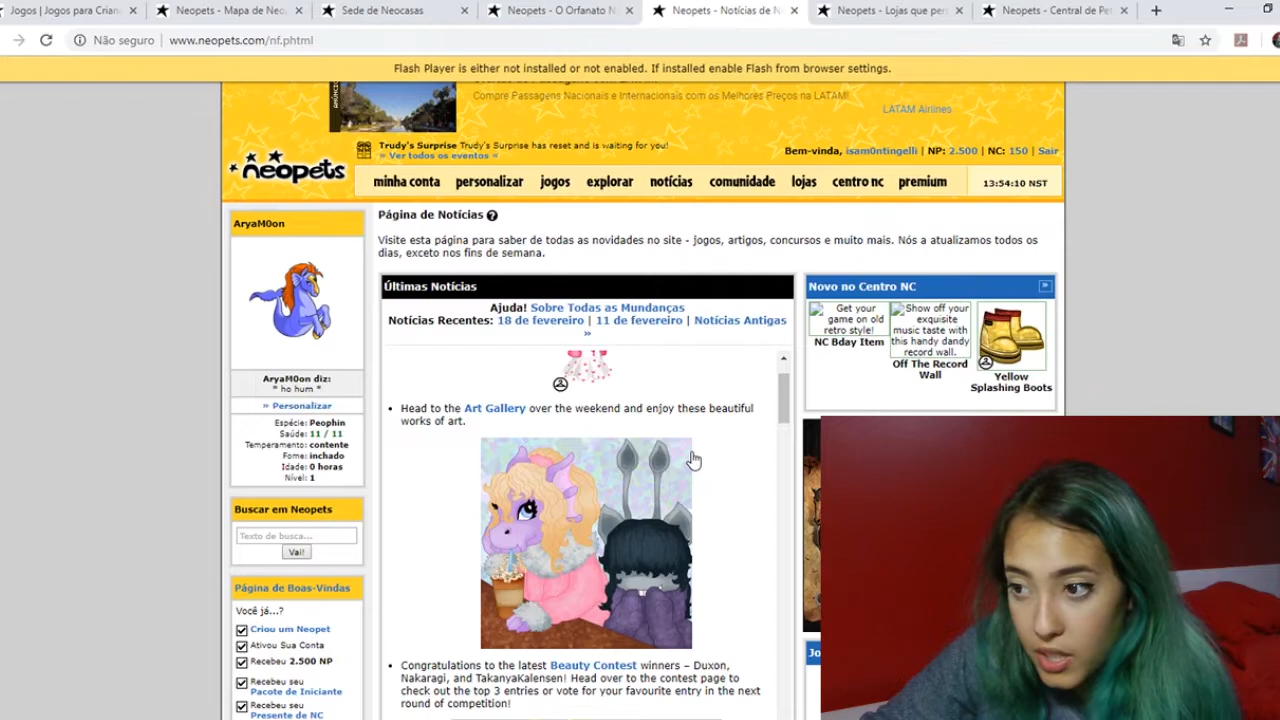 Jogos | Jogos para Crian
Neopets - Mapa de Neo
Sede de Neocasas
Neopets - O Orfanato N
Neopets - Notícias de N
Neopets - Lojas que per
Neopets - Central de Pet
Não seguro
www.neopets.com/nf.phtml
Flash Player is either not installed or not enabled. If installed enable Flash from browser settings.
Compre Passagens Nacionais e Internacionais com os Melhores Preços na LATAM!
LATAM Airlines
Trudy's Surprise Trudy's Surprise has reset and is waiting for you!
» Ver todos os eventos «
Bem-vinda, isam0ntingelli | NP: 2.500 | NC: 150 | Sair
neopets
minha conta personalizar jogos explorar notícias comunidade lojas centro nc premium
13:54:10 NST
AryaM0on
AryaM0on diz:
* ho hum *
» Personalizar
Espécie: Peophin
Saúde: 11 / 11
Temperamento: contente
Fome: inchado
Idade: 0 horas
Nível: 1
Buscar em Neopets
Texto de busca...
Vai!
Página de Boas-Vindas
Você já...?
Criou um Neopet
Ativou Sua Conta
Recebeu 2.500 NP
Recebeu seu
Pacote de Iniciante
Recebeu seu
Presente de NC
Página de Notícias
Visite esta página para saber de todas as novidades no site - jogos, artigos, concursos e muito mais. Nós a atualizamos todos os
dias, exceto nos fins de semana.
Últimas Notícias
Ajuda! Sobre Todas as Mundanças
Notícias Recentes: 18 de fevereiro | 11 de fevereiro | Notícias Antigas
»
Head to the Art Gallery over the weekend and enjoy these beautiful
works of art.
Congratulations to the latest Beauty Contest winners – Duxon,
Nakaragi, and TakanyaKalensen! Head over to the contest page to
check out the top 3 entries or vote for your favourite entry in the next
round of competition!
Novo no Centro NC
»
Get your
game on old
retro style!
NC Bday Item
Show off your
exquisite
music taste with
this handy dandy
record wall.
Off The Record
Wall
Yellow
Splashing Boots
Jo